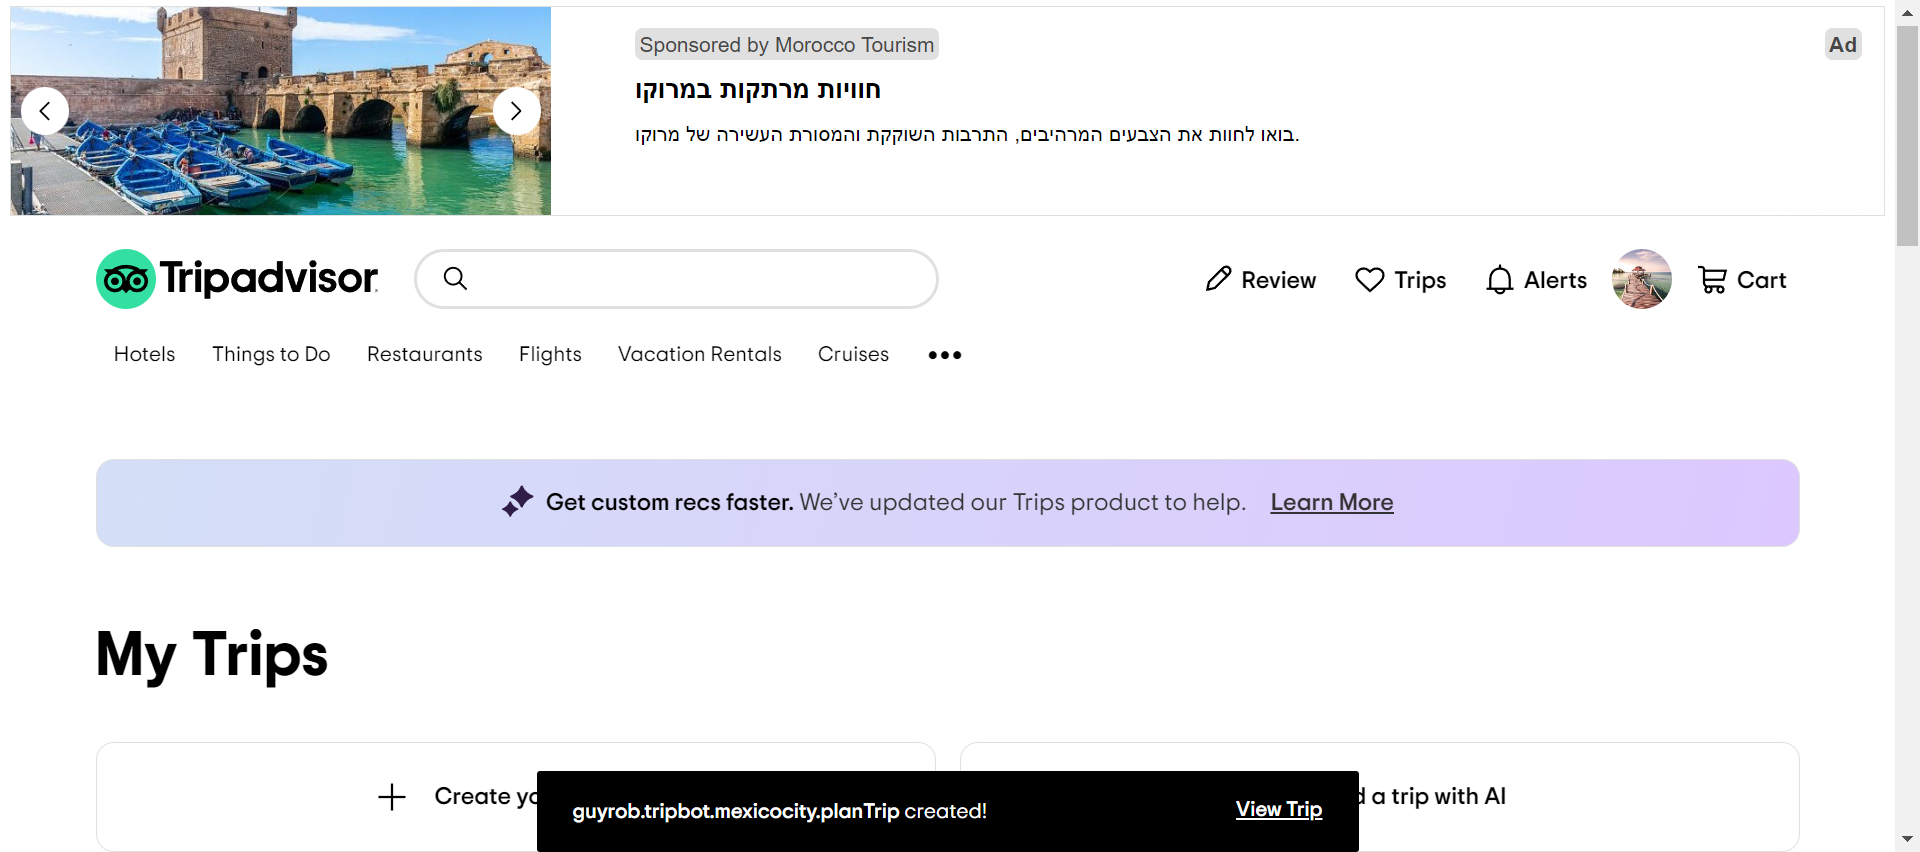 Sponsored by Morocco Tourism
Ad
חוויות מרתקות במרוקו
בואו לחוות את הצבעים המרהיבים, התרבות השוקקת והמסורת העשירה של מרוקו.
Tripadvisor
Review
Trips
Alerts
Cart
Hotels
Things to Do
Restaurants
Flights
Vacation Rentals
Cruises
Get custom recs faster. We've updated our Trips product to help. Learn More
My Trips
Create
a trip with AI
guyrob.tripbot.mexicocity.planTrip created!
View Trip